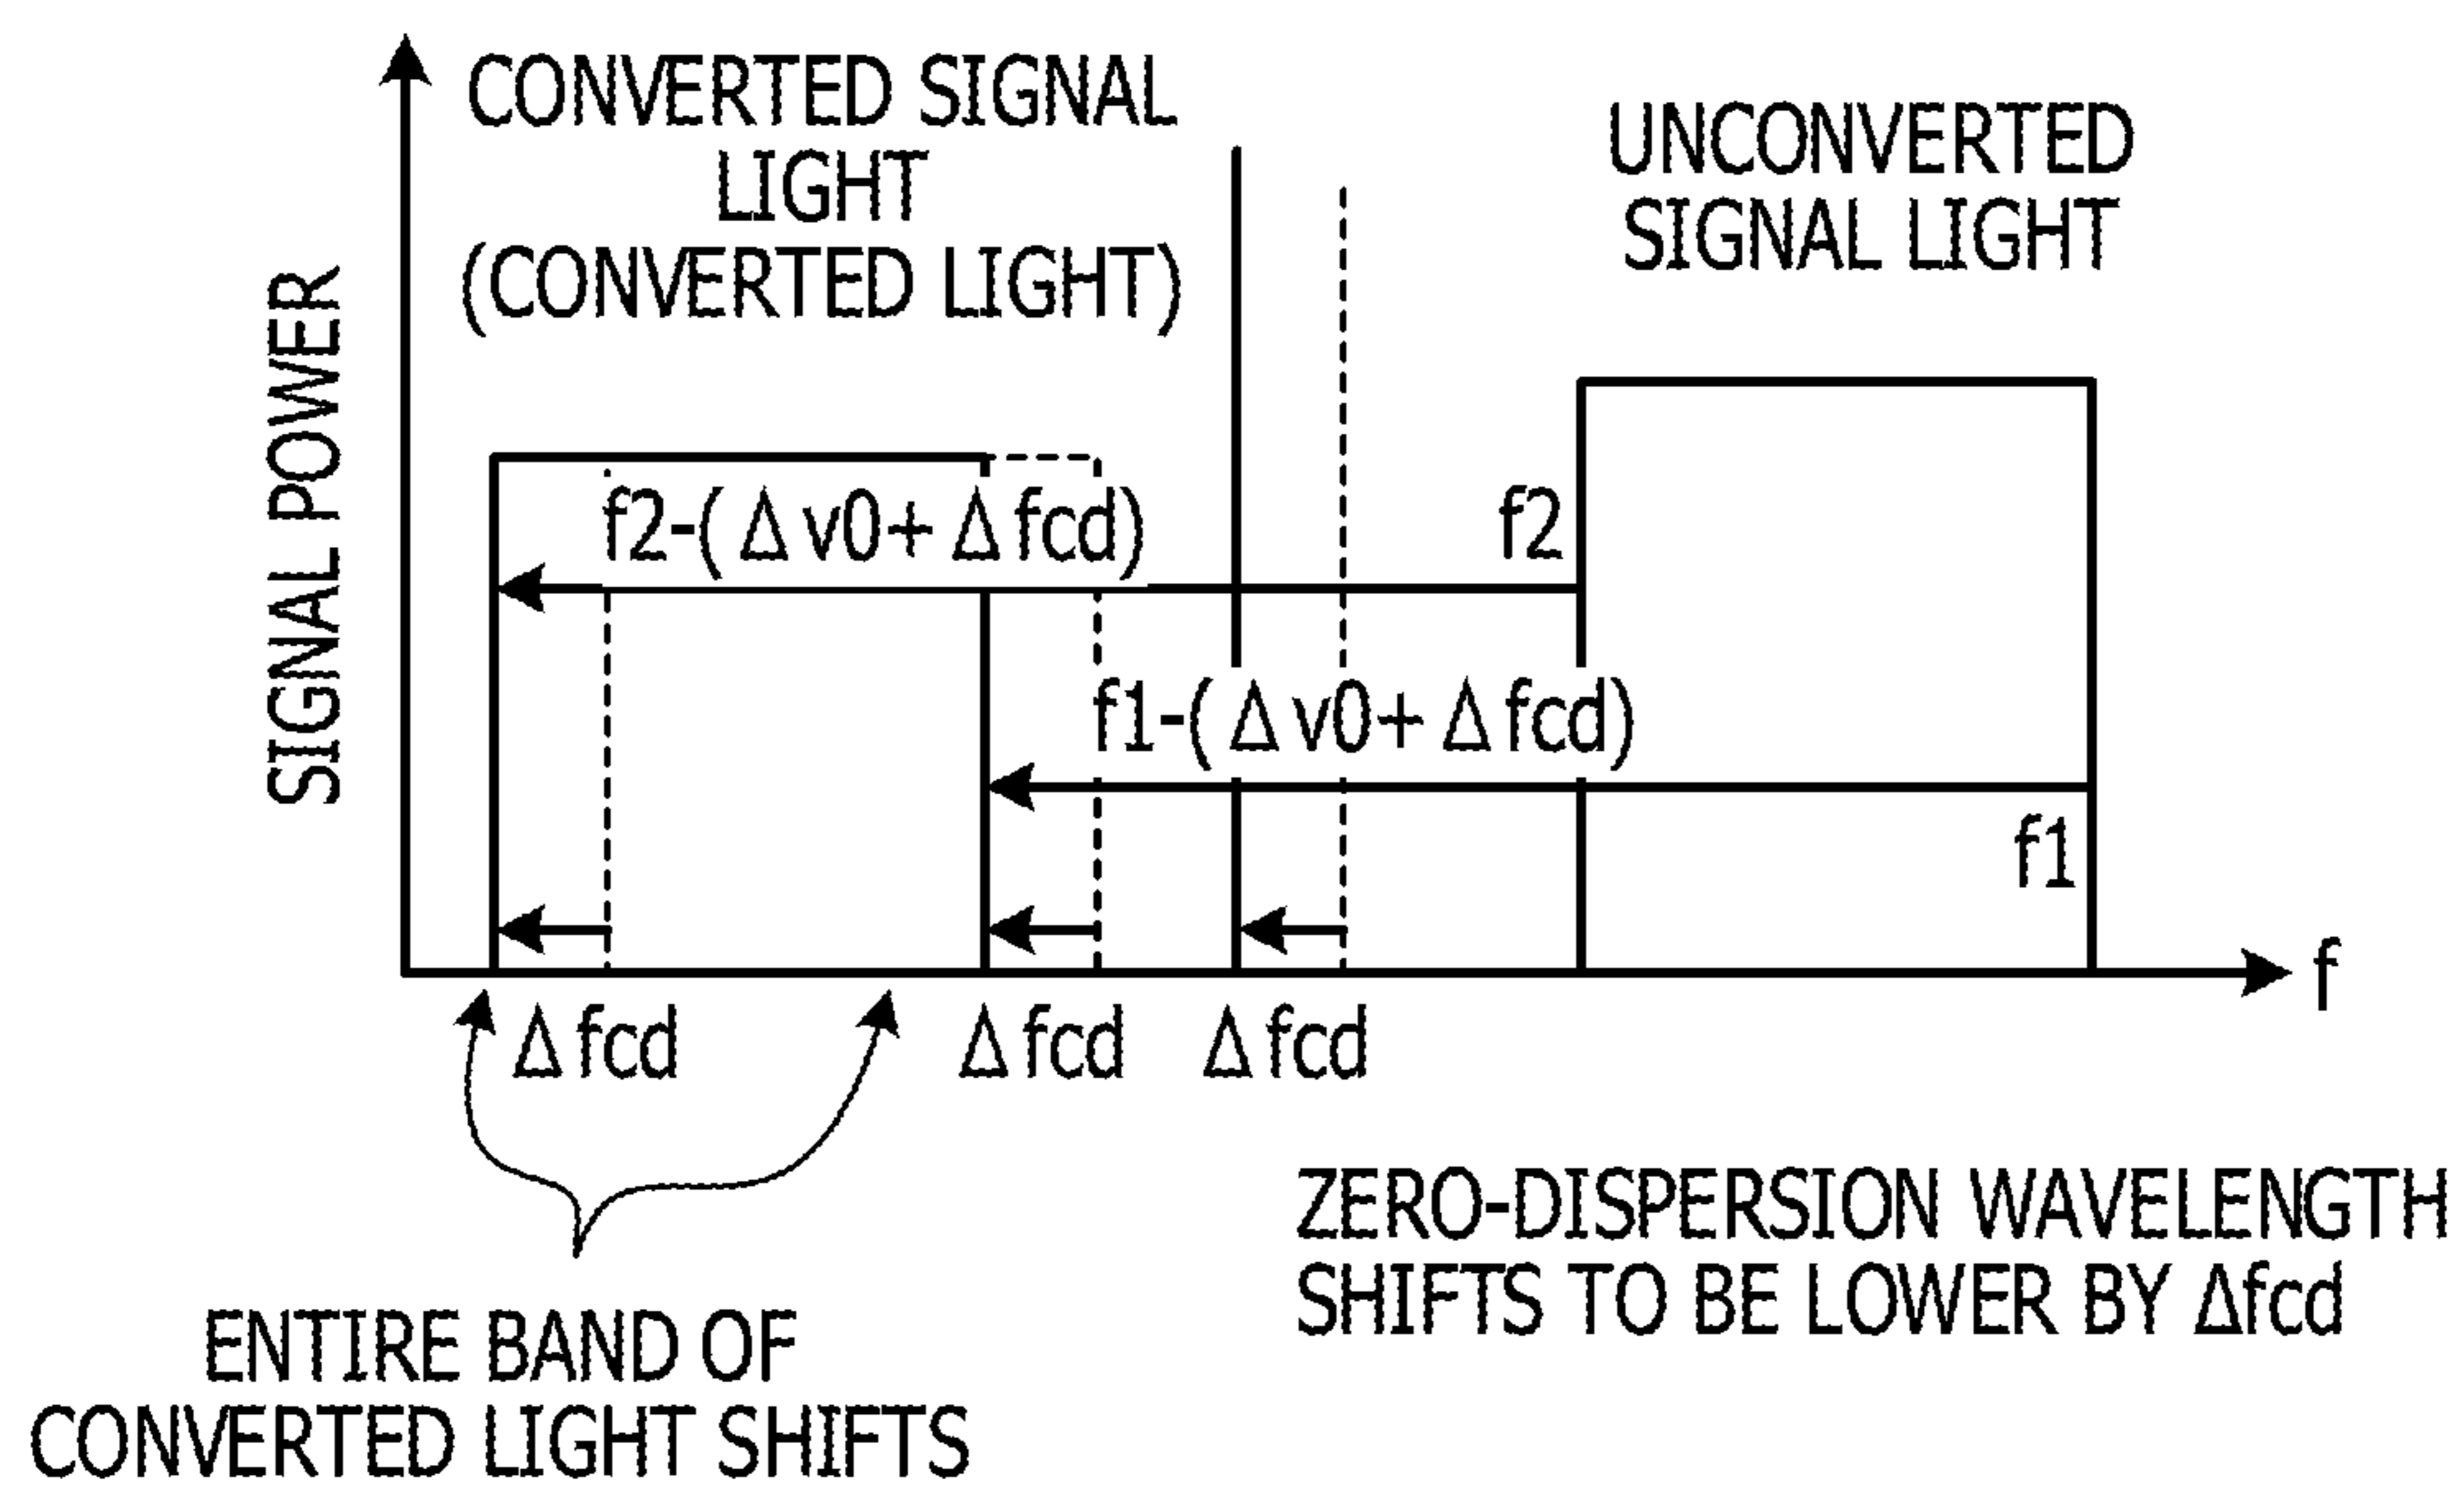 CONVERTED SIGNAL
LIGHT
(CONVERTED LIGHT)
UNCONVERTED
SIGNAL LIGHT
SIGNAL POWER
f2-(Δv0+Δfcd)
f2
f1-(Δv0+Δfcd)
f1
f
Δfcd
Δfcd
Δfcd
ZERO-DISPERSION WAVELENGTH
SHIFTS TO BE LOWER BY Δfcd
ENTIRE BAND OF
CONVERTED LIGHT SHIFTS